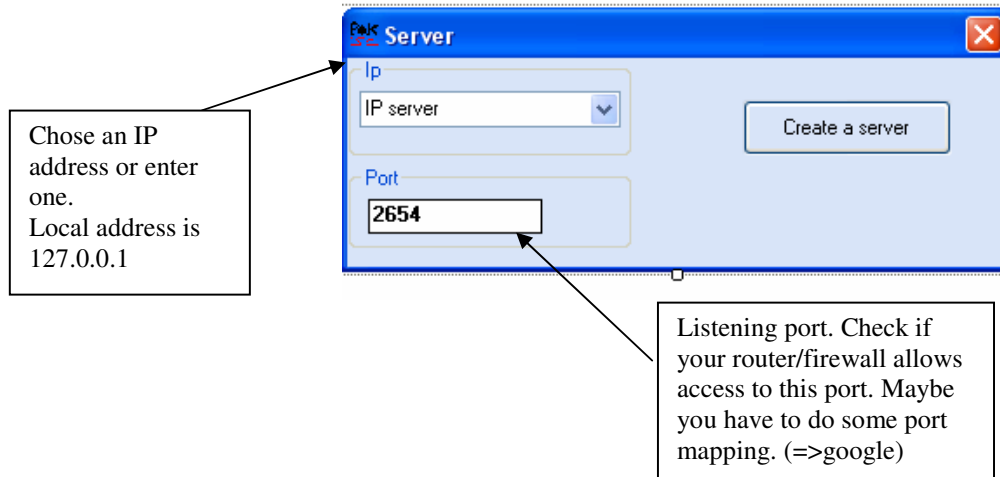 Server
Ip
IP server
Create a server
Port
2654
Chose an IP
address or enter
one.
Local address is
127.0.0.1
Listening port. Check if
your router/firewall allows
access to this port. Maybe
you have to do some port
mapping. (=>google)